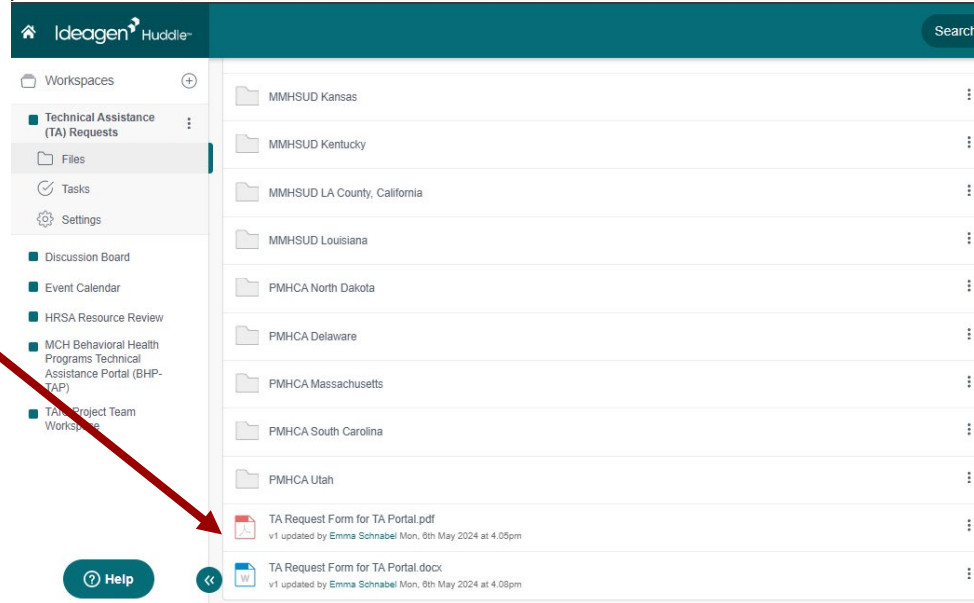 Ideagen Huddle
Search
Workspaces
Technical Assistance
(TA) Requests
Files
Tasks
Settings
Discussion Board
Event Calendar
HRSA Resource Review
MCH Behavioral Health
Programs Technical
Assistance Portal (BHP-
TAP)
Project Team
MMHSUD Kansas
MMHSUD Kentucky
MMHSUD LA County, California
MMHSUD Louisiana
PMHCA North Dakota
PMHCA Delaware
PMHCA Massachusetts
PMHCA South Carolina
PMHCA Utah
TA Request Form for TA Portal.pdf
v1 updated by Emma Schnabel Mon, 6th May 2024 at 4.05pm
TA Request Form for TA Portal.docx
v1 updated by Emma Schnabel Mon, 6th May 2024 at 4.08pm
W
? Help